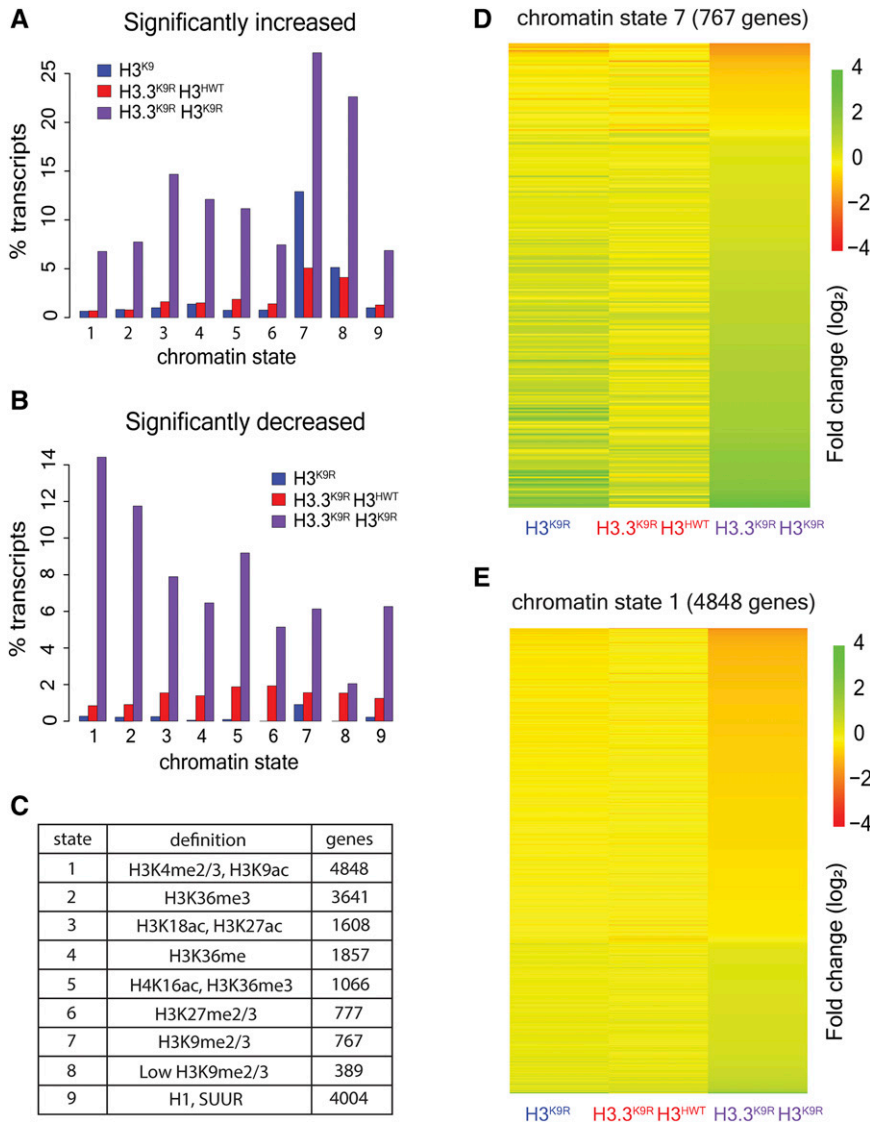 A
Significantly increased
H3K9
H3.3K9R H3HWT
H3.3K9R H3K9R
% transcripts
25
20
15
10
5
0
1 2 3 4 5 6 7 8 9
chromatin state
B
Significantly decreased
H3K9R
H3.3K9R H3HWT
H3.3K9R H3K9R
% transcripts
14
12
10
8
6
4
2
0
1 2 3 4 5 6 7 8 9
chromatin state
C
state definition genes
1 H3K4me2/3, H3K9ac 4848
2 H3K36me3 3641
3 H3K18ac, H3K27ac 1608
4 H3K36me 1857
5 H4K16ac, H3K36me3 1066
6 H3K27me2/3 777
7 H3K9me2/3 767
8 Low H3K9me2/3 389
9 H1, SUUR 4004
D
chromatin state 7 (767 genes)
4
2
0
−2
−4
Fold change (log₂)
H3K9R H3.3K9R H3HWT H3.3K9R H3K9R
E
chromatin state 1 (4848 genes)
4
2
0
−2
−4
Fold change (log₂)
H3K9R H3.3K9R H3HWT H3.3K9R H3K9R